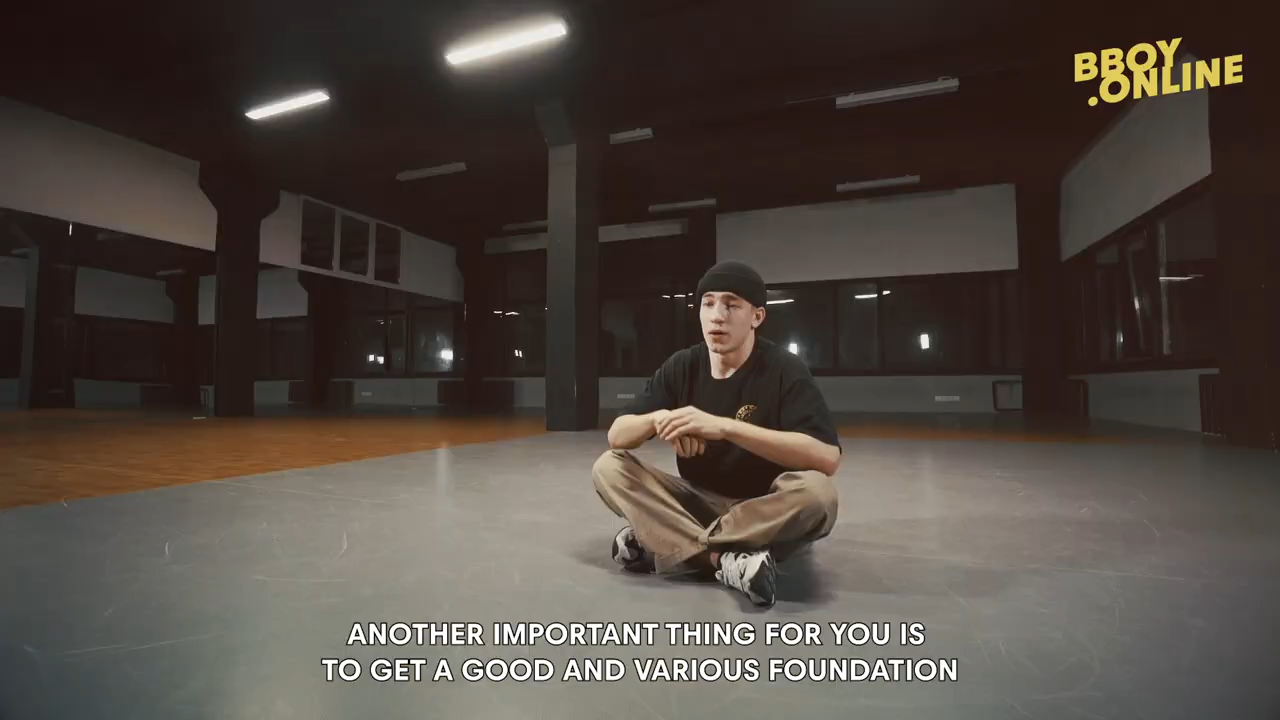 BBOY
.ONLINE
ANOTHER IMPORTANT THING FOR YOU IS
TO GET A GOOD AND VARIOUS FOUNDATION